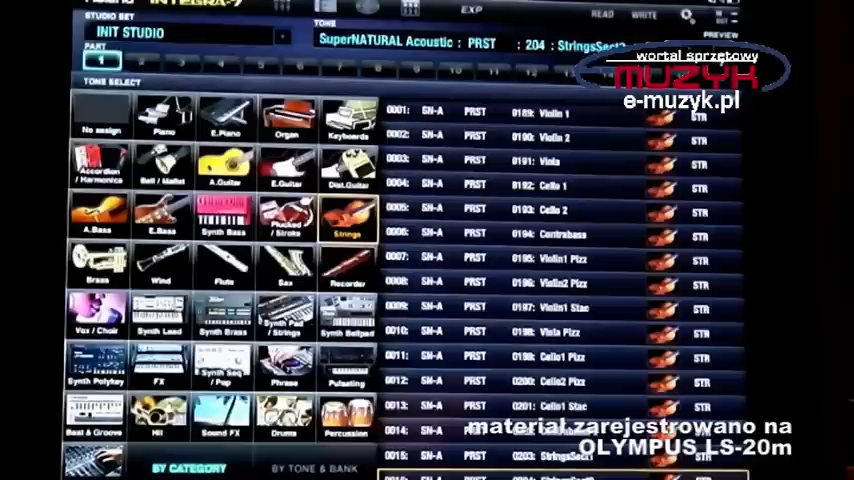 INTEGRA-7
EXP
READ WRITE
STUDIO SET
INIT STUDIO
TONE
SuperNATURAL Acoustic : PRST : 204 : StringsSect2
PREVIEW
PART
1 2 3 4 5 6 7 8 9 10 11 12
wortal sprzętowy
MUZYK
e-muzyk.pl
TONE SELECT
No assign Piano E.Piano Organ Keyboards
Accordion / Harmonica Bell / Mallet A.Guitar E.Guitar Dist.Guitar
A.Bass E.Bass Synth Bass Plucked / Stroke Strings
Brass Wind Flute Sax Recorder
Vox / Choir Synth Lead Synth Brass Synth Pad / Strings Synth Bellpad
Synth Polykey FX Synth Seq / Pop Phrase Pulsating
Beat & Groove Hit Sound FX Drums Percussion
BY CATEGORY BY TONE & BANK
0001: SN-A PRST 0189: Violin 1 STR
0002: SN-A PRST 0190: Violin 2 STR
0003: SN-A PRST 0191: Viola STR
0004: SN-A PRST 0192: Cello 1 STR
0005: SN-A PRST 0193: Cello 2 STR
0006: SN-A PRST 0194: Contrabass STR
0007: SN-A PRST 0195: Violin1 Pizz STR
0008: SN-A PRST 0196: Violin2 Pizz STR
0009: SN-A PRST 0197: Violin1 Stac STR
0010: SN-A PRST 0198: Viola Pizz STR
0011: SN-A PRST 0199: Cello1 Pizz STR
0012: SN-A PRST 0200: Cello2 Pizz STR
0013: SN-A PRST 0201: Cello1 Stac STR
0014: SN-A PRST
0015: SN-A PRST 0203: StringsSect1 STR
materiał zarejestrowano na
OLYMPUS LS-20m